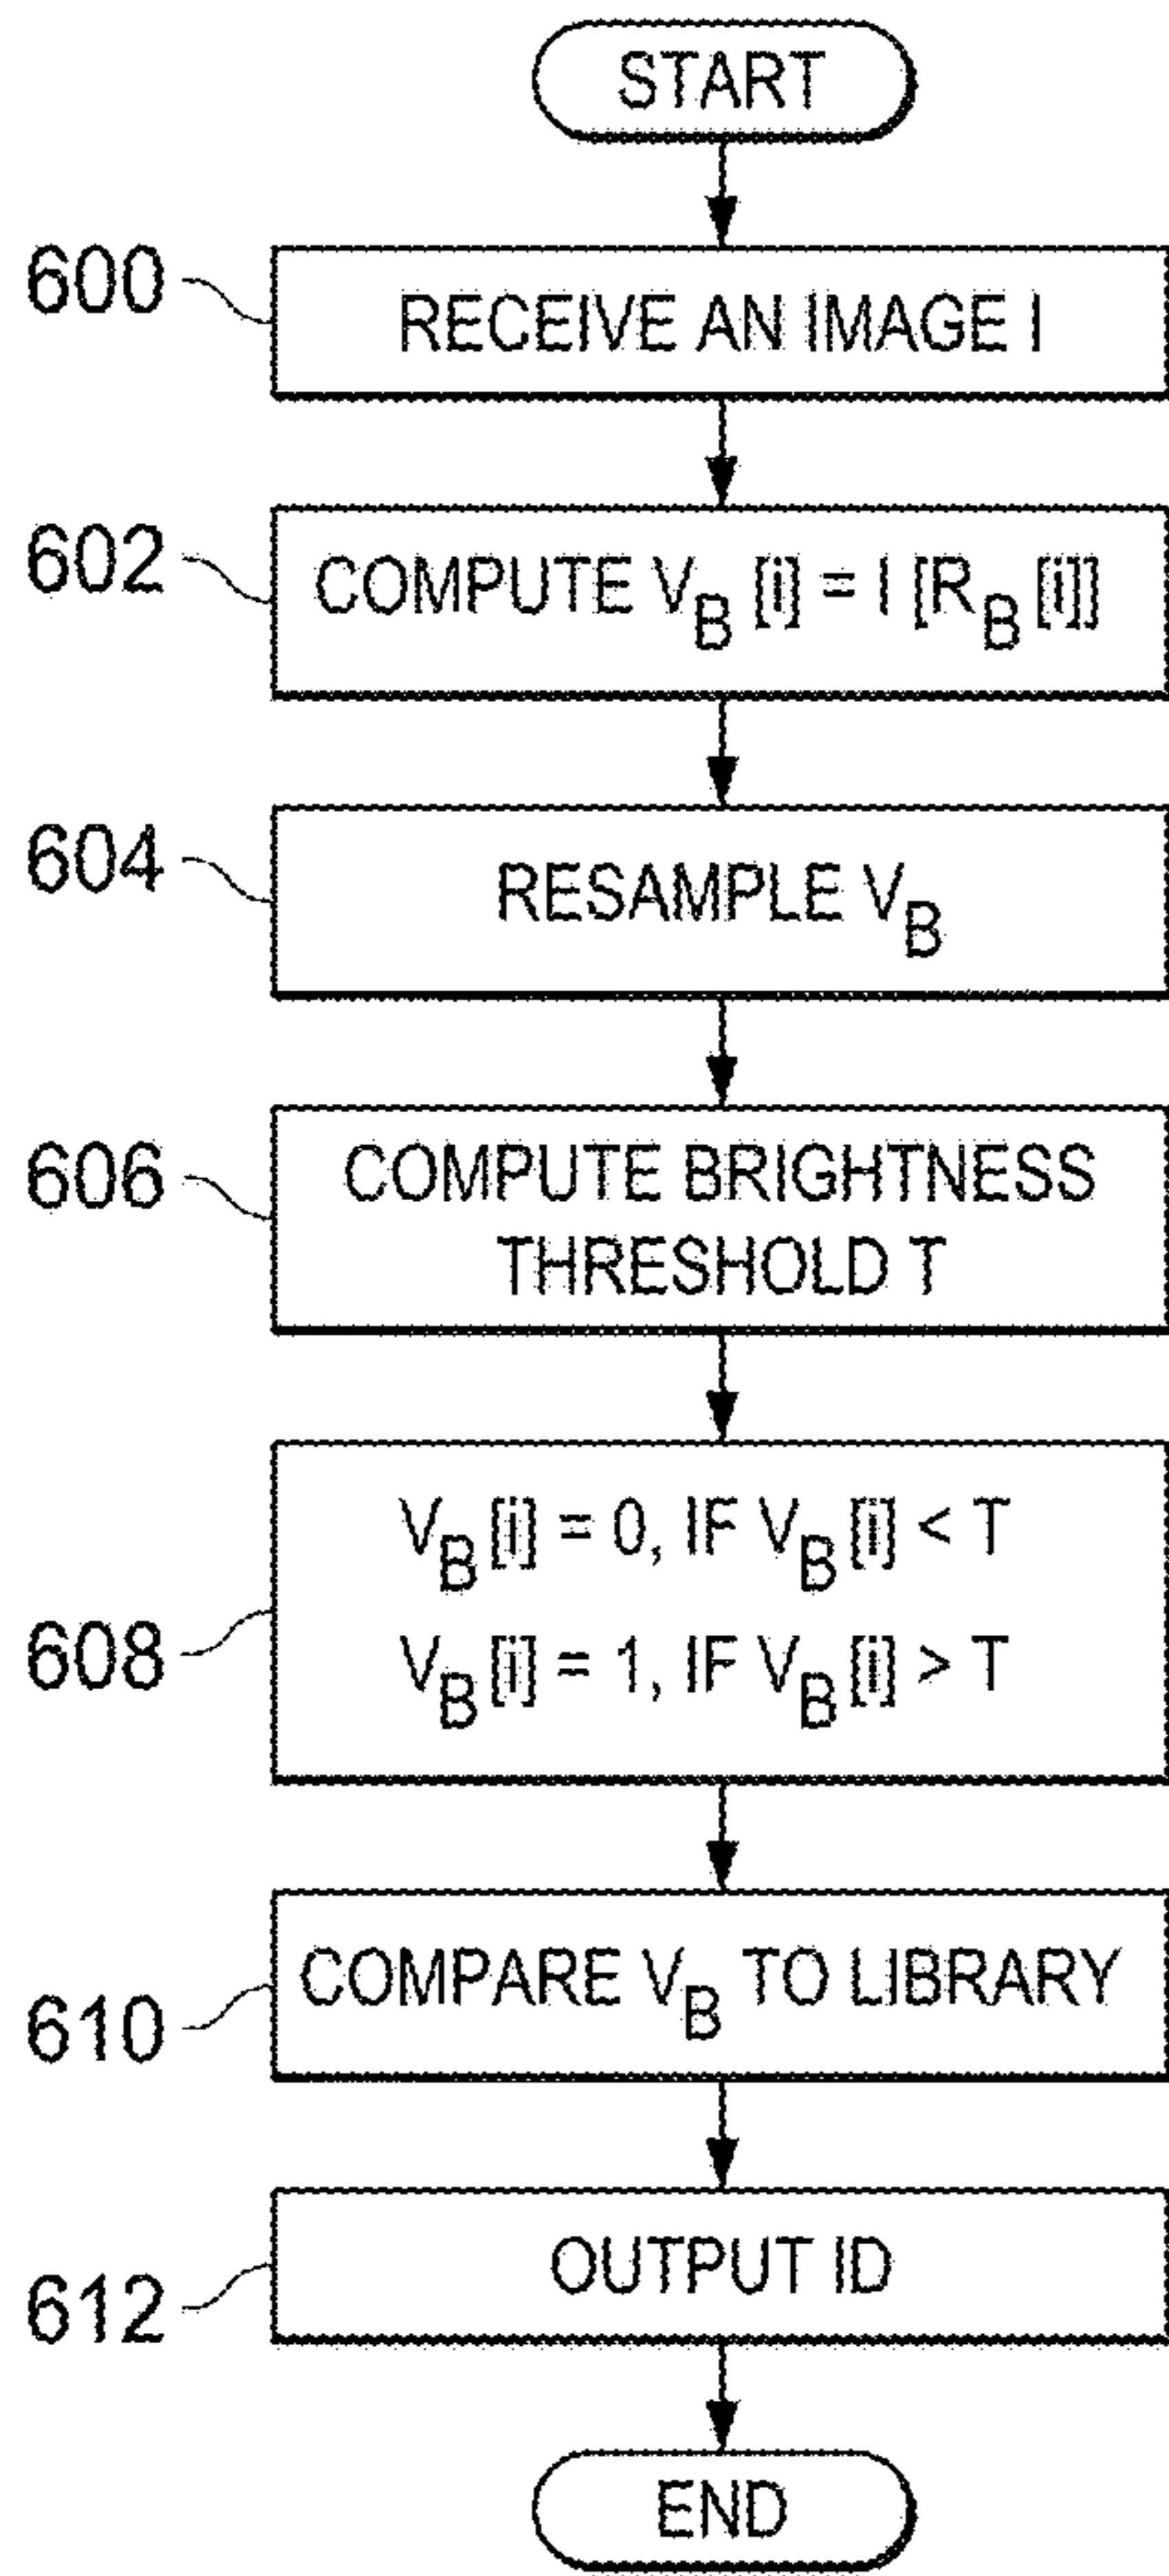 START
600
RECEIVE AN IMAGE I
602
COMPUTE V_B [i] = I [R_B [i]]
604
RESAMPLE V_B
606
COMPUTE BRIGHTNESS
THRESHOLD T
608
V_B[i] = 0, IF V_B[i] < T
V_B[i] = 1, IF V_B[i] > T
610
COMPARE V_B TO LIBRARY
612
OUTPUT ID
END